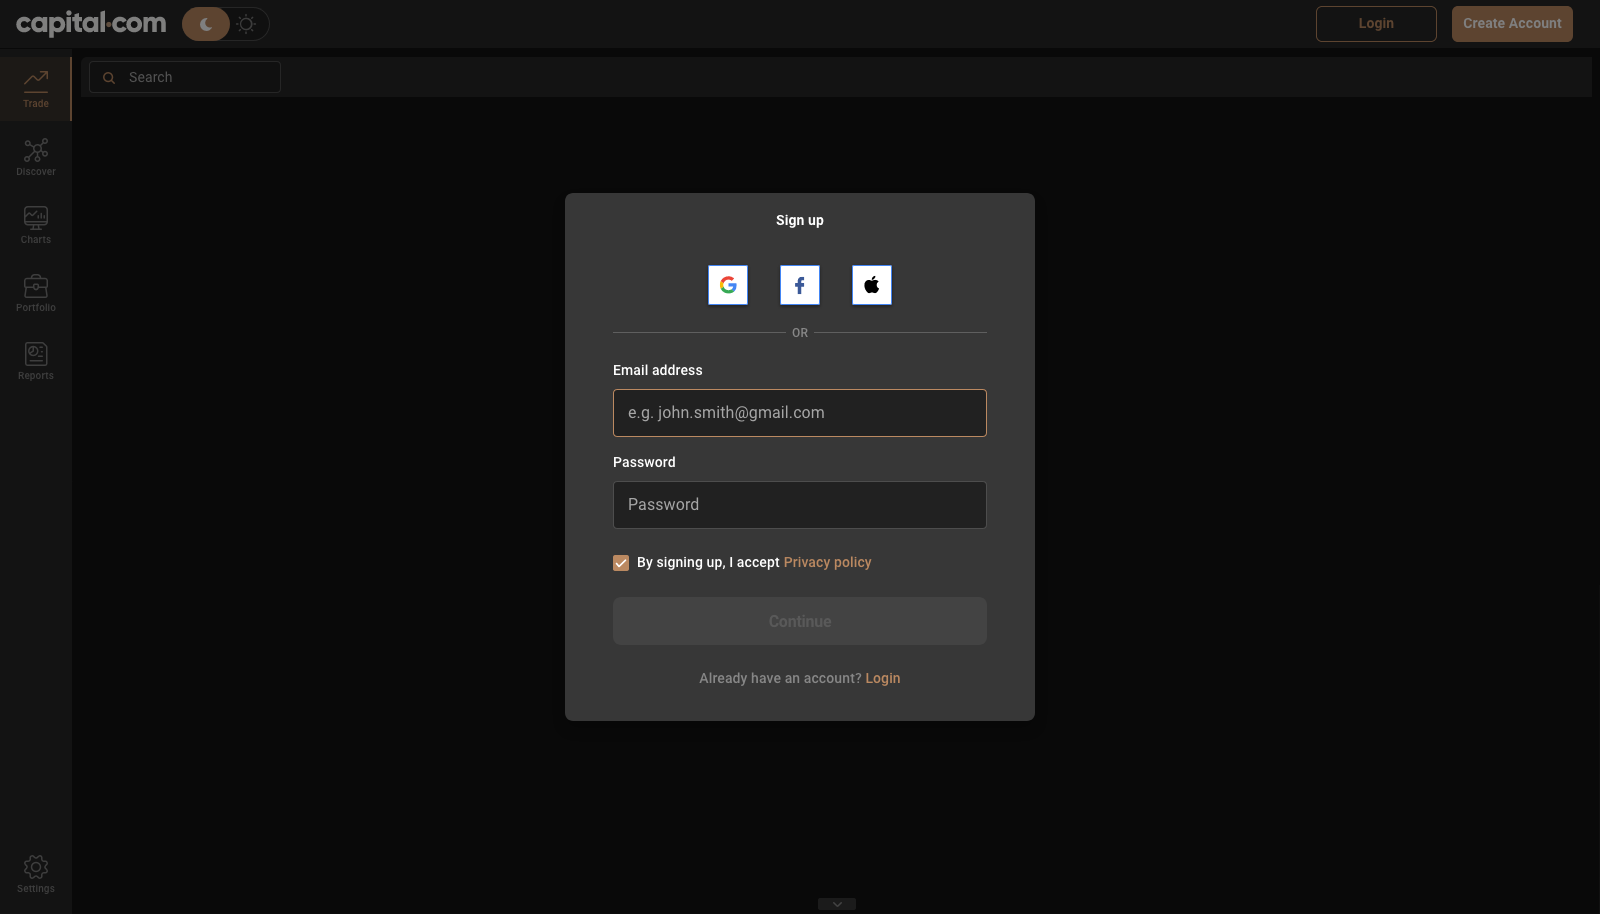 capital.com
Login
Create Account
Search
Trade
Discover
Charts
Portfolio
Reports
Settings
Sign up
OR
Email address
e.g. john.smith@gmail.com
Password
Password
By signing up, I accept Privacy policy
Continue
Already have an account? Login